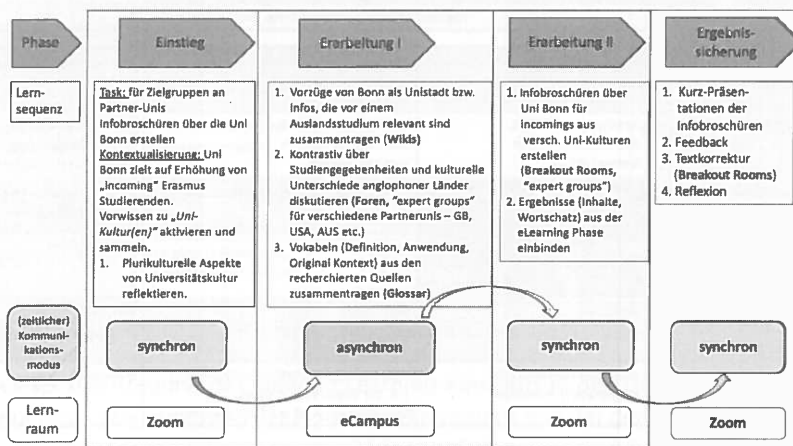 Phase
Einstieg
Erarbeitung I
Erarbeitung II
Ergebnis-
sicherung
Lern-
sequenz
Task: für Zielgruppen an
Partner-Unis
Infobroschüren über die Uni
Bonn erstellen
Kontextualisierung: Uni
Bonn zielt auf Erhöhung von
„incoming" Erasmus
Studierenden.
Vorwissen zu „Uni-
Kultur(en)" aktivieren und
sammeln.
1. Plurikulturelle Aspekte
von Universitätskultur
reflektieren.
1. Vorzüge von Bonn als Unistadt bzw.
Infos, die vor einem
Auslandsstudium relevant sind
zusammentragen (Wikis)
2. Kontrastiv über
Studiengegebenheiten und kulturelle
Unterschiede anglophoner Länder
diskutieren (Foren, "expert groups"
für verschiedene Partnerunis – GB,
USA, AUS etc.)
3. Vokabeln (Definition, Anwendung,
Original Kontext) aus den
recherchierten Quellen
zusammentragen (Glossar)
1. Infobroschüren über
Uni Bonn für
incomings aus
versch. Uni-Kulturen
erstellen
(Breakout Rooms,
"expert groups")
2. Ergebnisse (Inhalte,
Wortschatz) aus der
eLearning Phase
einbinden
1. Kurz-Präsen-
tationen der
Infobroschüren
2. Feedback
3. Textkorrektur
(Breakout Rooms)
4. Reflexion
(zeitlicher)
Kommuni-
kations-
modus
synchron
asynchron
synchron
synchron
Lern-
raum
Zoom
eCampus
Zoom
Zoom